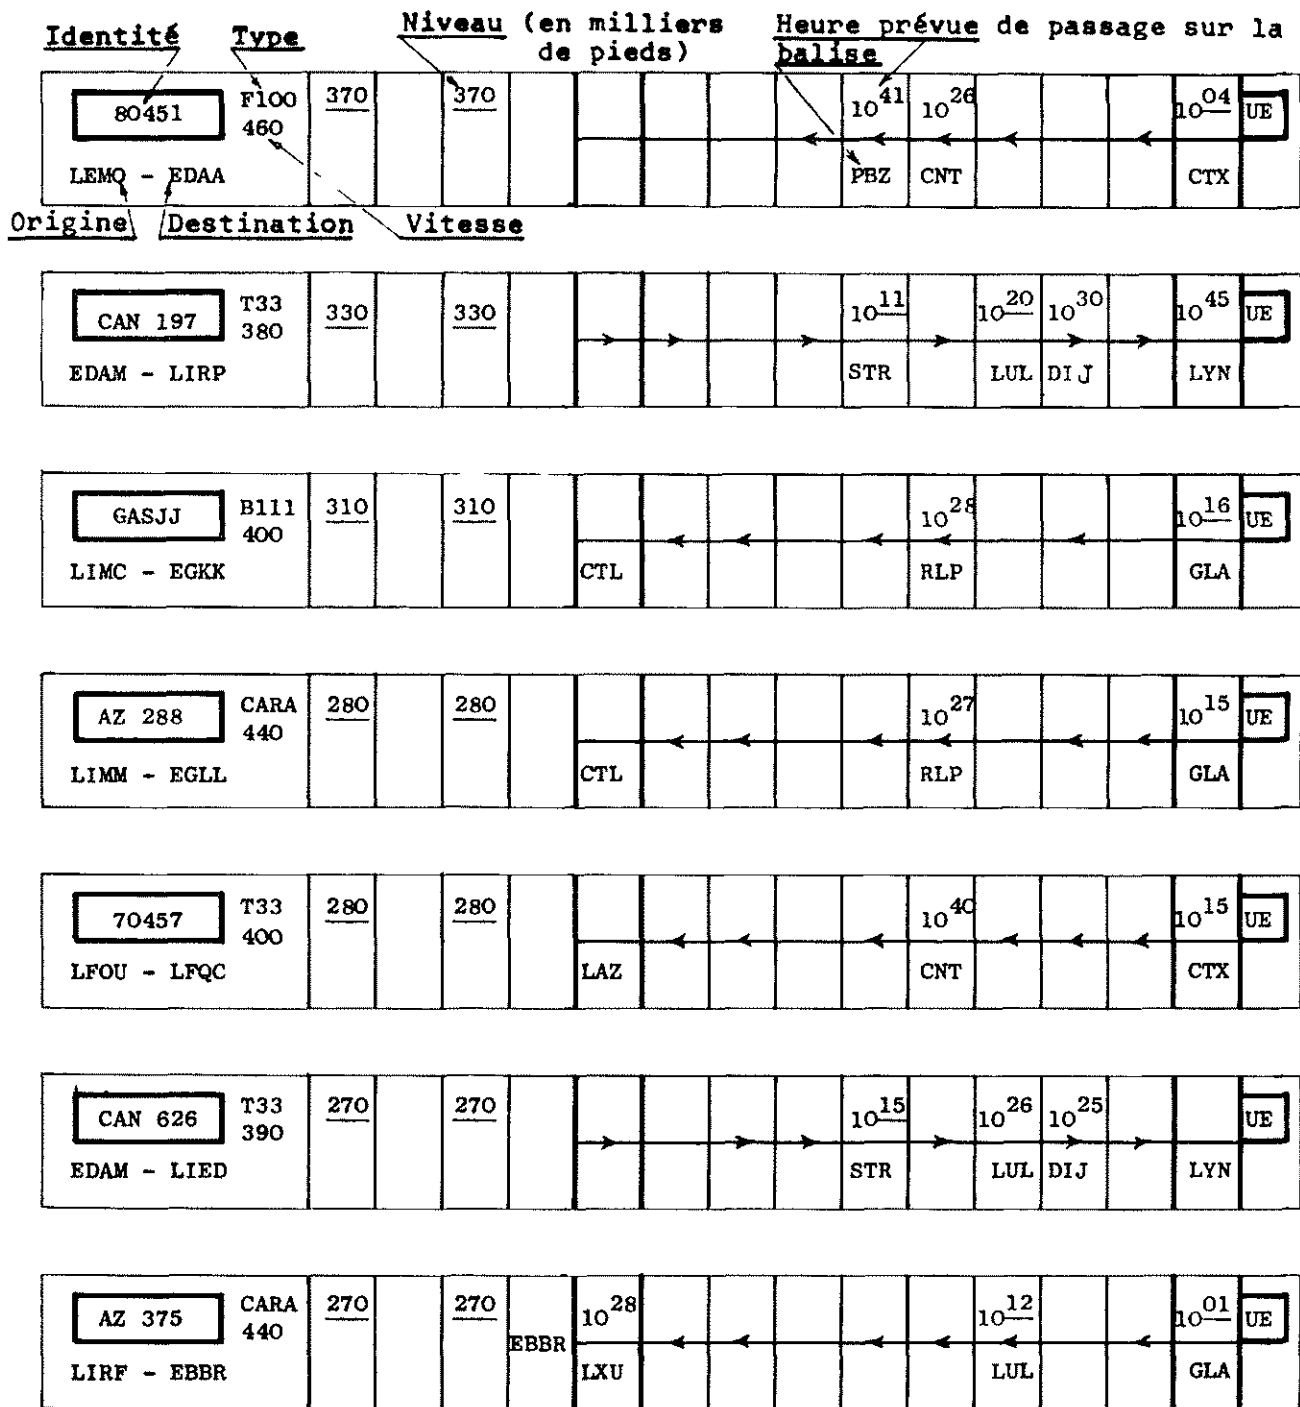 Identité Type Niveau (en milliers de pieds) Heure prévue de passage sur la balise
80451 F100 370 370 10 41 10 26 10 04 UE
460
LEMO - EDAA PBZ CNT CTX
Origine Destination Vitesse
CAN 197 T33 330 330 10 11 10 20 10 30 10 45 UE
380
EDAM - LIRP STR LUL DIJ LYN
GASJJ B111 310 310 10 28 10 16 UE
400
LIMC - EGKK CTL RLP GLA
AZ 288 CARA 280 280 10 27 10 15 UE
440
LIMM - EGLL CTL RLP GLA
70457 T33 280 280 10 40 10 15 UE
400
LFOU - LFQC LAZ CNT CTX
CAN 626 T33 270 270 10 15 10 26 10 25 UE
390
EDAM - LIED STR LUL DIJ LYN
AZ 375 CARA 270 270 10 28 10 12 10 01 UE
440 EBBR
LIRF - EBBR LXU LUL GLA